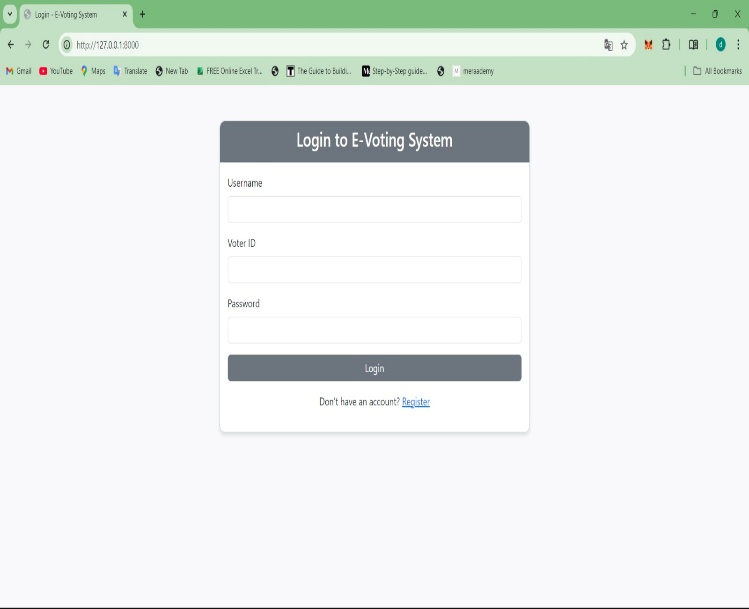 Login - E-Voting System
http://127.0.0.1:8000
d
Gmail YouTube Maps Translate New Tab FREE Online Excel Tr... The Guide to Buildi... Step-by-Step guide... meraademy All Bookmarks
Login to E-Voting System
Username
Voter ID
Password
Login
Don't have an account? Register